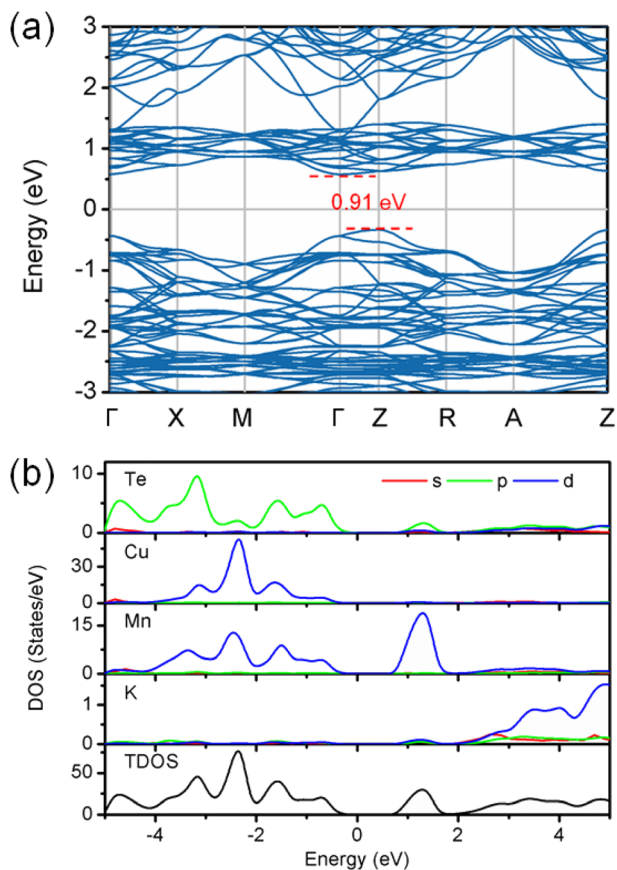 (a)
3
2
1
0
-1
-2
-3
Energy (eV)
0.91 eV
Γ X M Γ Z R A Z
(b)
Te
s p d
10
0
Cu
30
0
Mn
15
0
K
1
0
TDOS
50
0
DOS (States/eV)
-4 -2 0 2 4
Energy (eV)